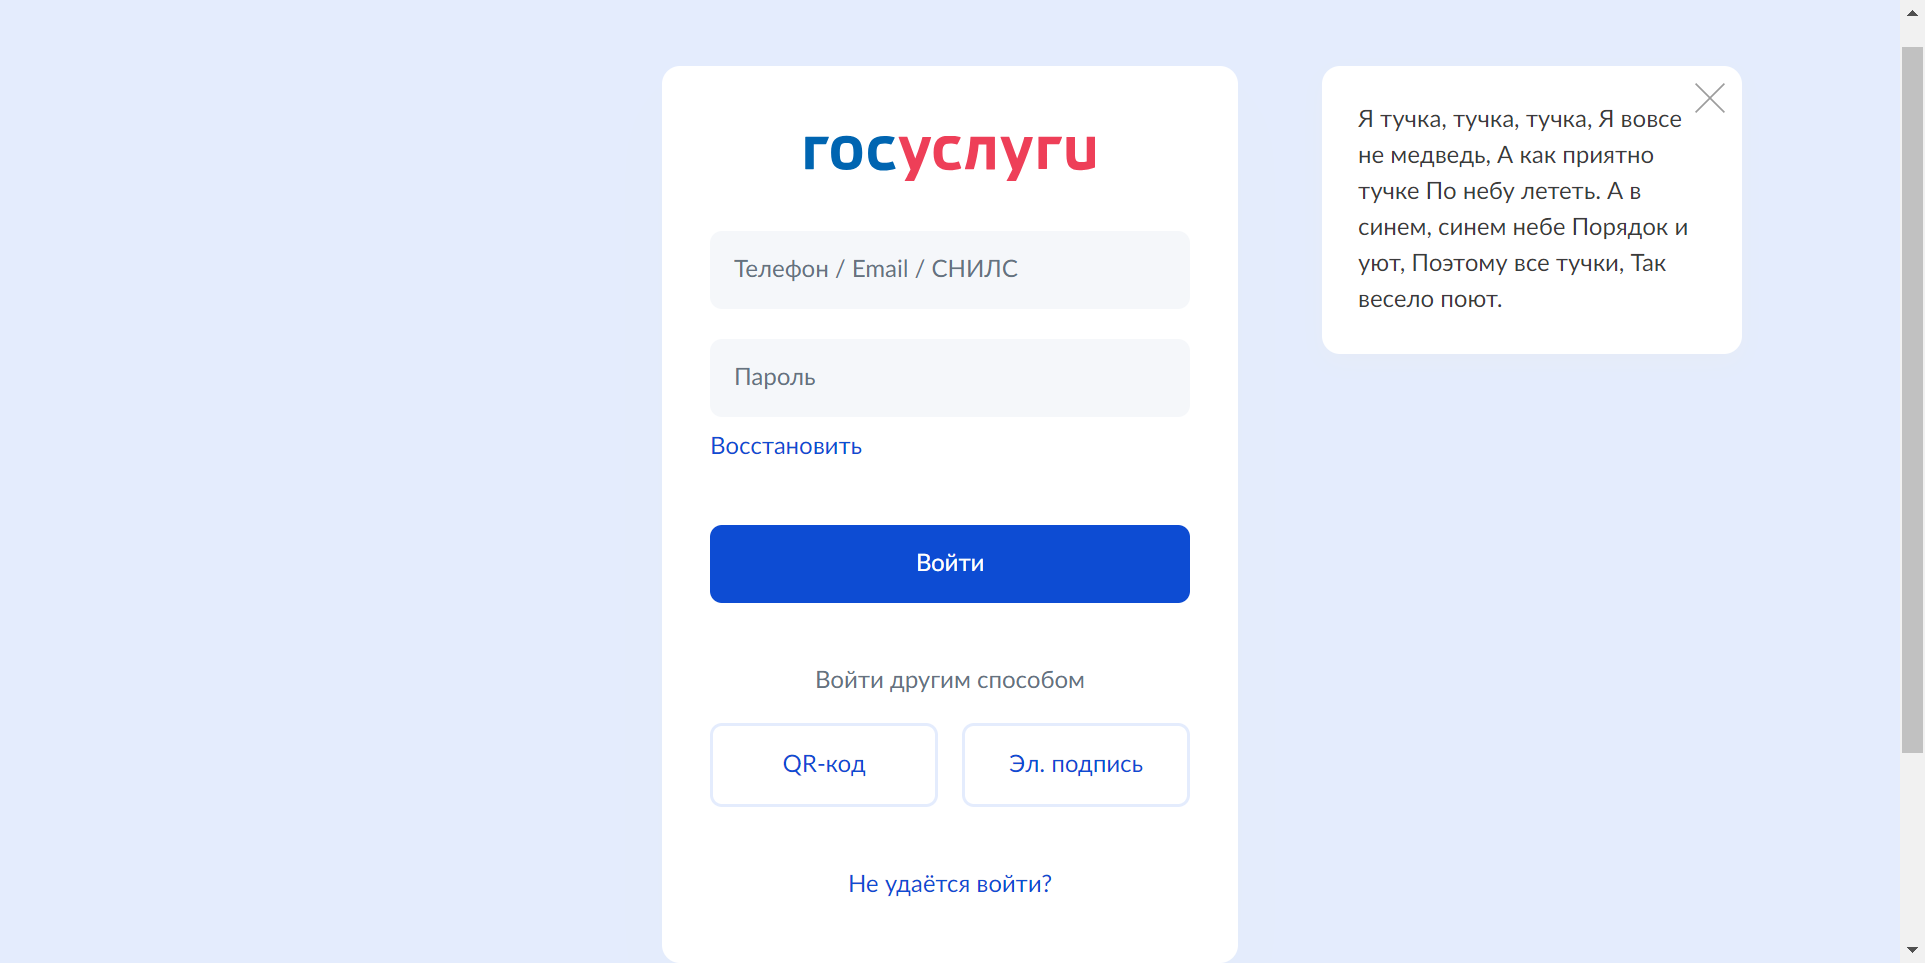 госуслуги
Телефон / Email / СНИЛС
Пароль
Восстановить
Войти
Войти другим способом
QR-код
Эл. подпись
Не удаётся войти?
Я тучка, тучка, тучка, Я вовсе
не медведь, А как приятно
тучке По небу лететь. А в
синем, синем небе Порядок и
уют, Поэтому все тучки, Так
весело поют.